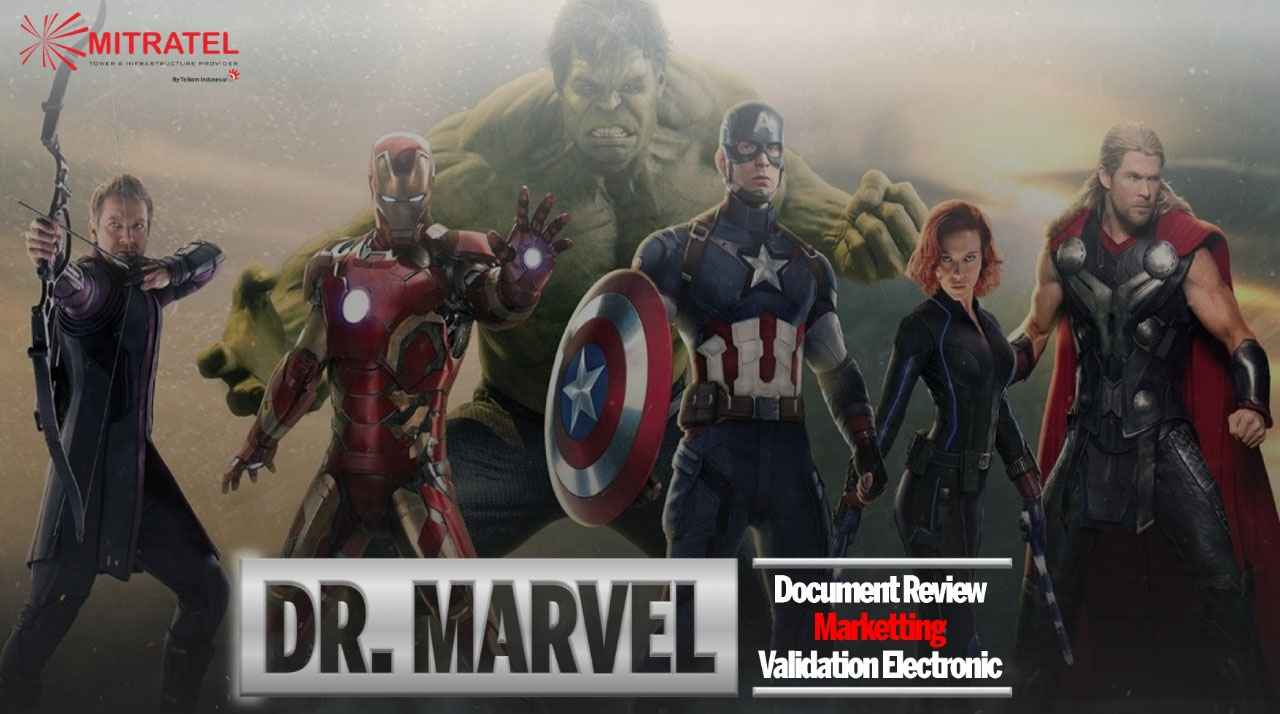 MITRATEL
TOWER & INFRASTRUCTURE PROVIDER
By Telkom Indonesia
A
DR. MARVEL
Document Review
Marketting
Validation Electronic